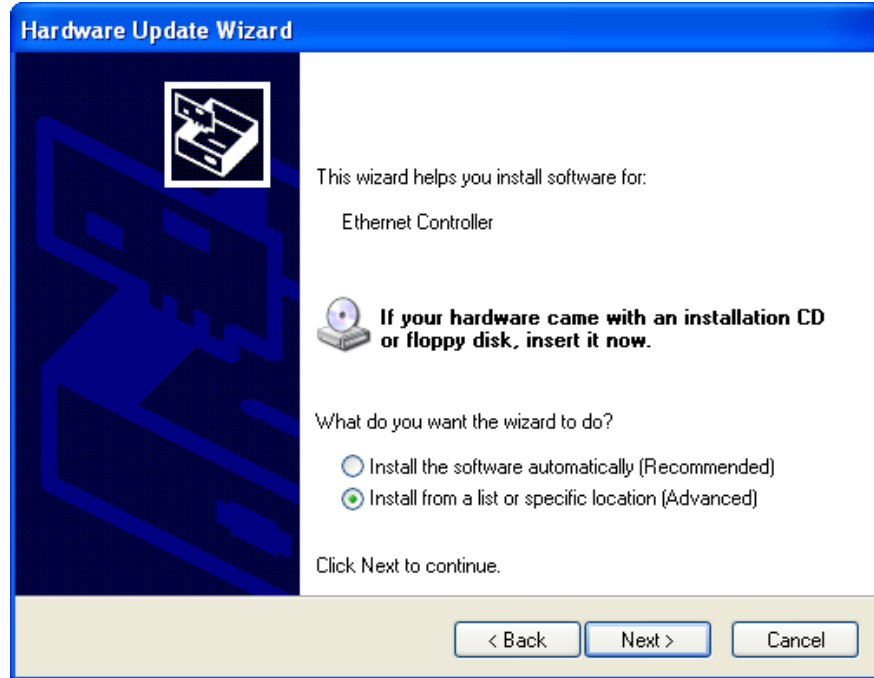 Hardware Update Wizard
This wizard helps you install software for:
Ethernet Controller
If your hardware came with an installation CD
or floppy disk, insert it now.
What do you want the wizard to do?
Install the software automatically (Recommended)
Install from a list or specific location (Advanced)
Click Next to continue.
< Back Next > Cancel